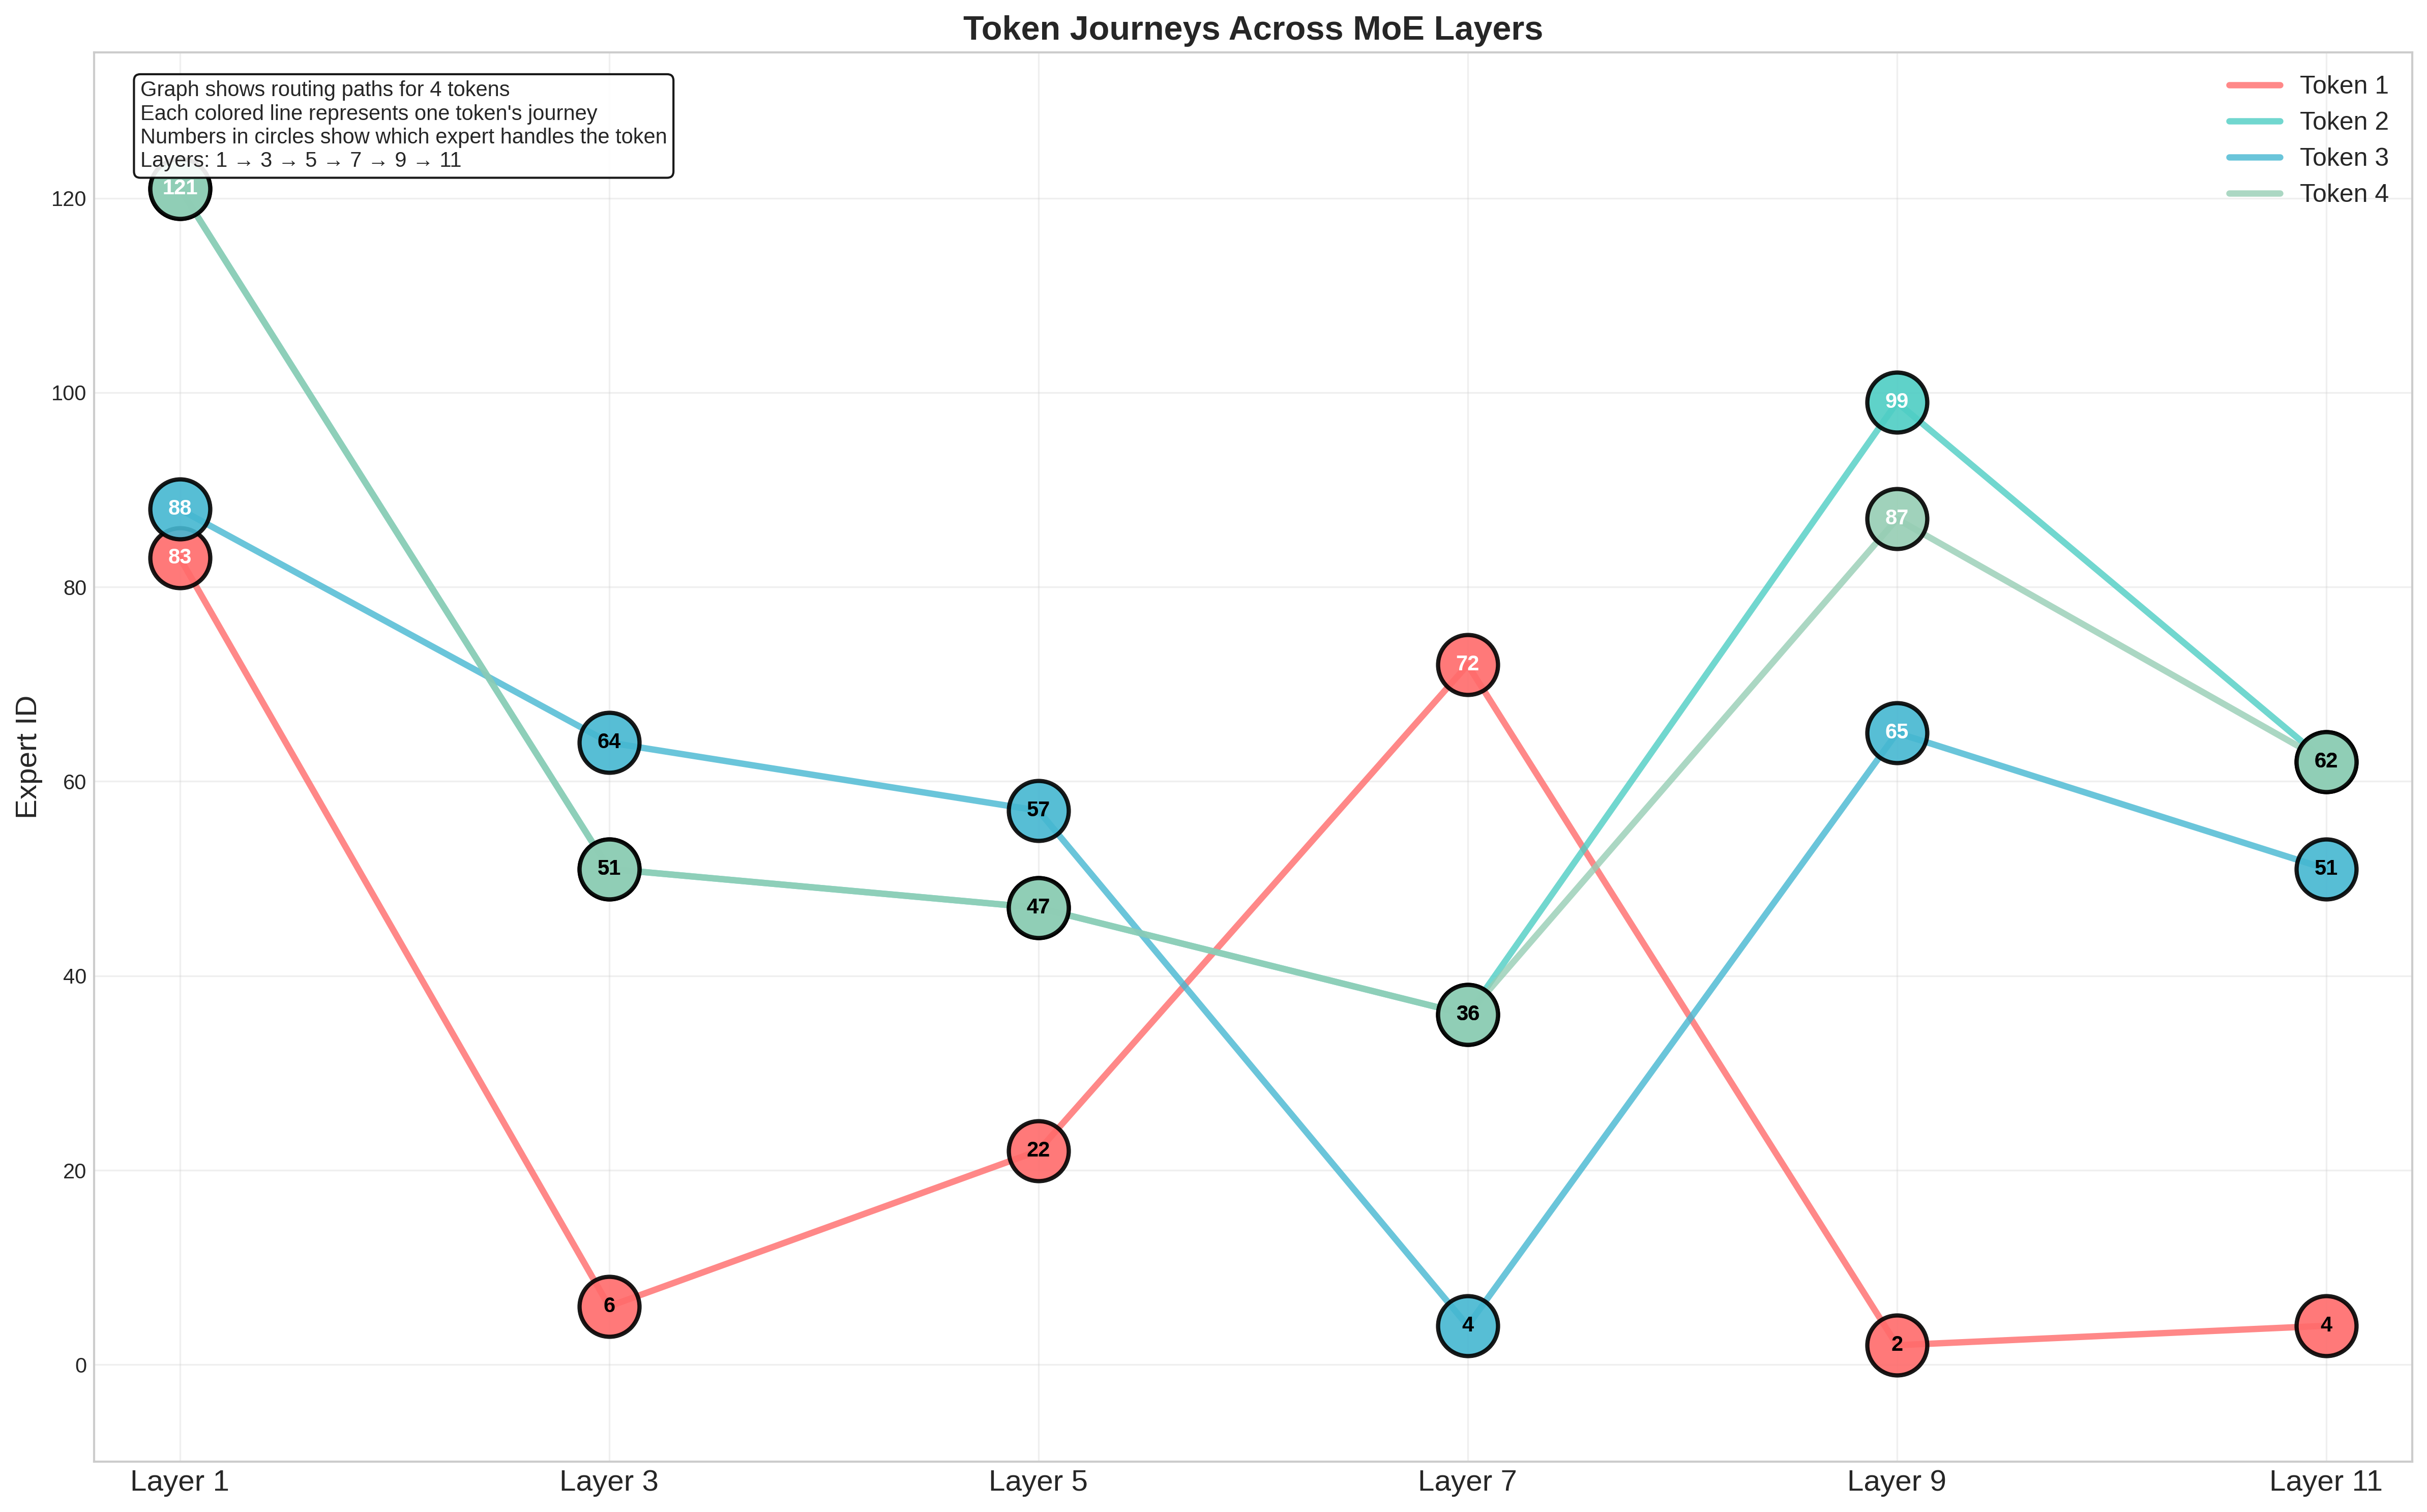 Token Journeys Across MoE Layers
Graph shows routing paths for 4 tokens
Each colored line represents one token's journey
Numbers in circles show which expert handles the token
Layers: 1 → 3 → 5 → 7 → 9 → 11
Token 1
Token 2
Token 3
Token 4
Expert ID
120
100
80
60
40
20
0
121
88
83
64
51
6
57
47
22
72
36
4
99
87
65
2
62
51
4
Layer 1
Layer 3
Layer 5
Layer 7
Layer 9
Layer 11